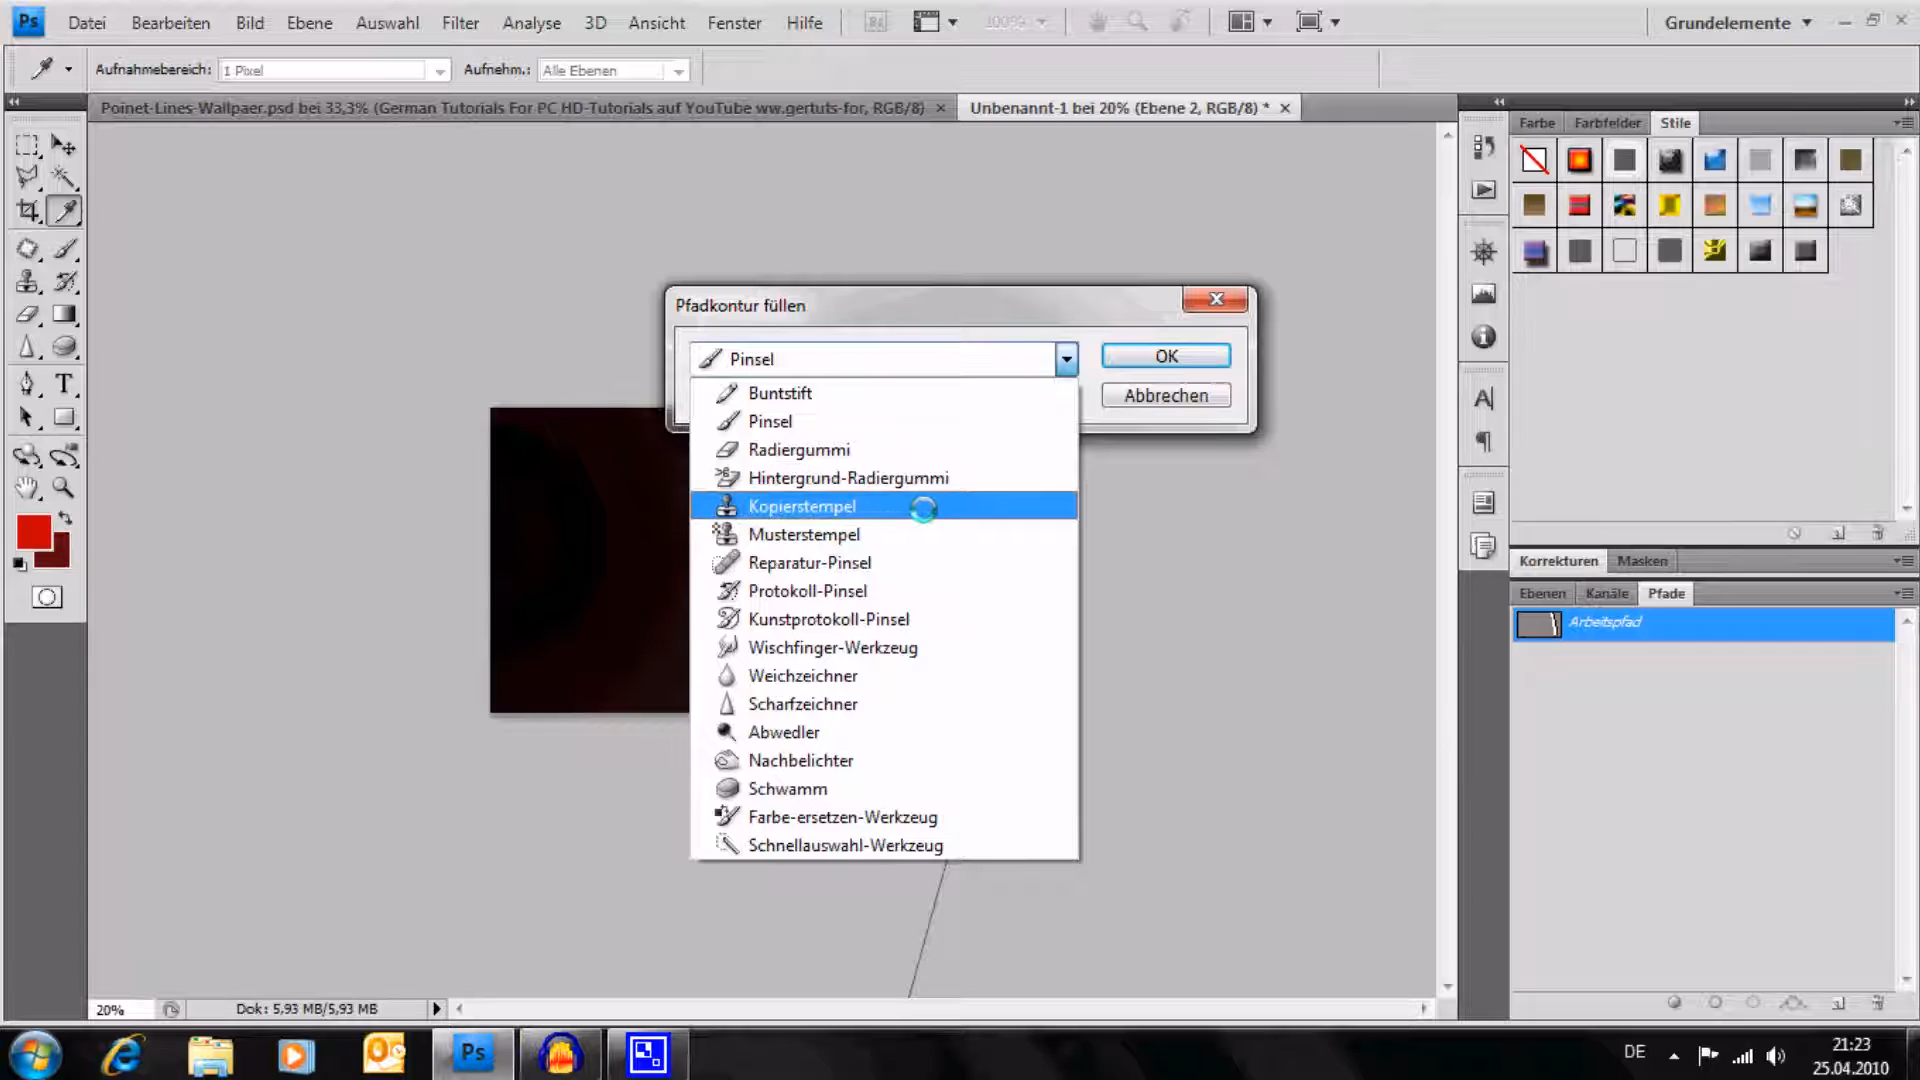 Ps Datei Bearbeiten Bild Ebene Auswahl Filter Analyse 3D Ansicht Fenster Hilfe Br 100% Grundelemente
Aufnahmebereich: 1 Pixel Aufnehm.: Alle Ebenen
Poinet-Lines-Wallpaer.psd bei 33,3% (German Tutorials For PC HD-Tutorials auf YouTube ww.gertuts-for, RGB/8) Unbenannt-1 bei 20% (Ebene 2, RGB/8) *
Farbe Farbfelder Stile
Pfadkontur füllen
Pinsel
OK
Abbrechen
Buntstift
Pinsel
Radiergummi
Hintergrund-Radiergummi
Kopierstempel
Musterstempel
Reparatur-Pinsel
Protokoll-Pinsel
Kunstprotokoll-Pinsel
Wischfinger-Werkzeug
Weichzeichner
Scharfzeichner
Abwedler
Nachbelichter
Schwamm
Farbe-ersetzen-Werkzeug
Schnellauswahl-Werkzeug
Korrekturen Masken
Ebenen Kanäle Pfade
Arbeitspfad
20% Dok: 5,93 MB/5,93 MB
Ps
DE
21:23
25.04.2010